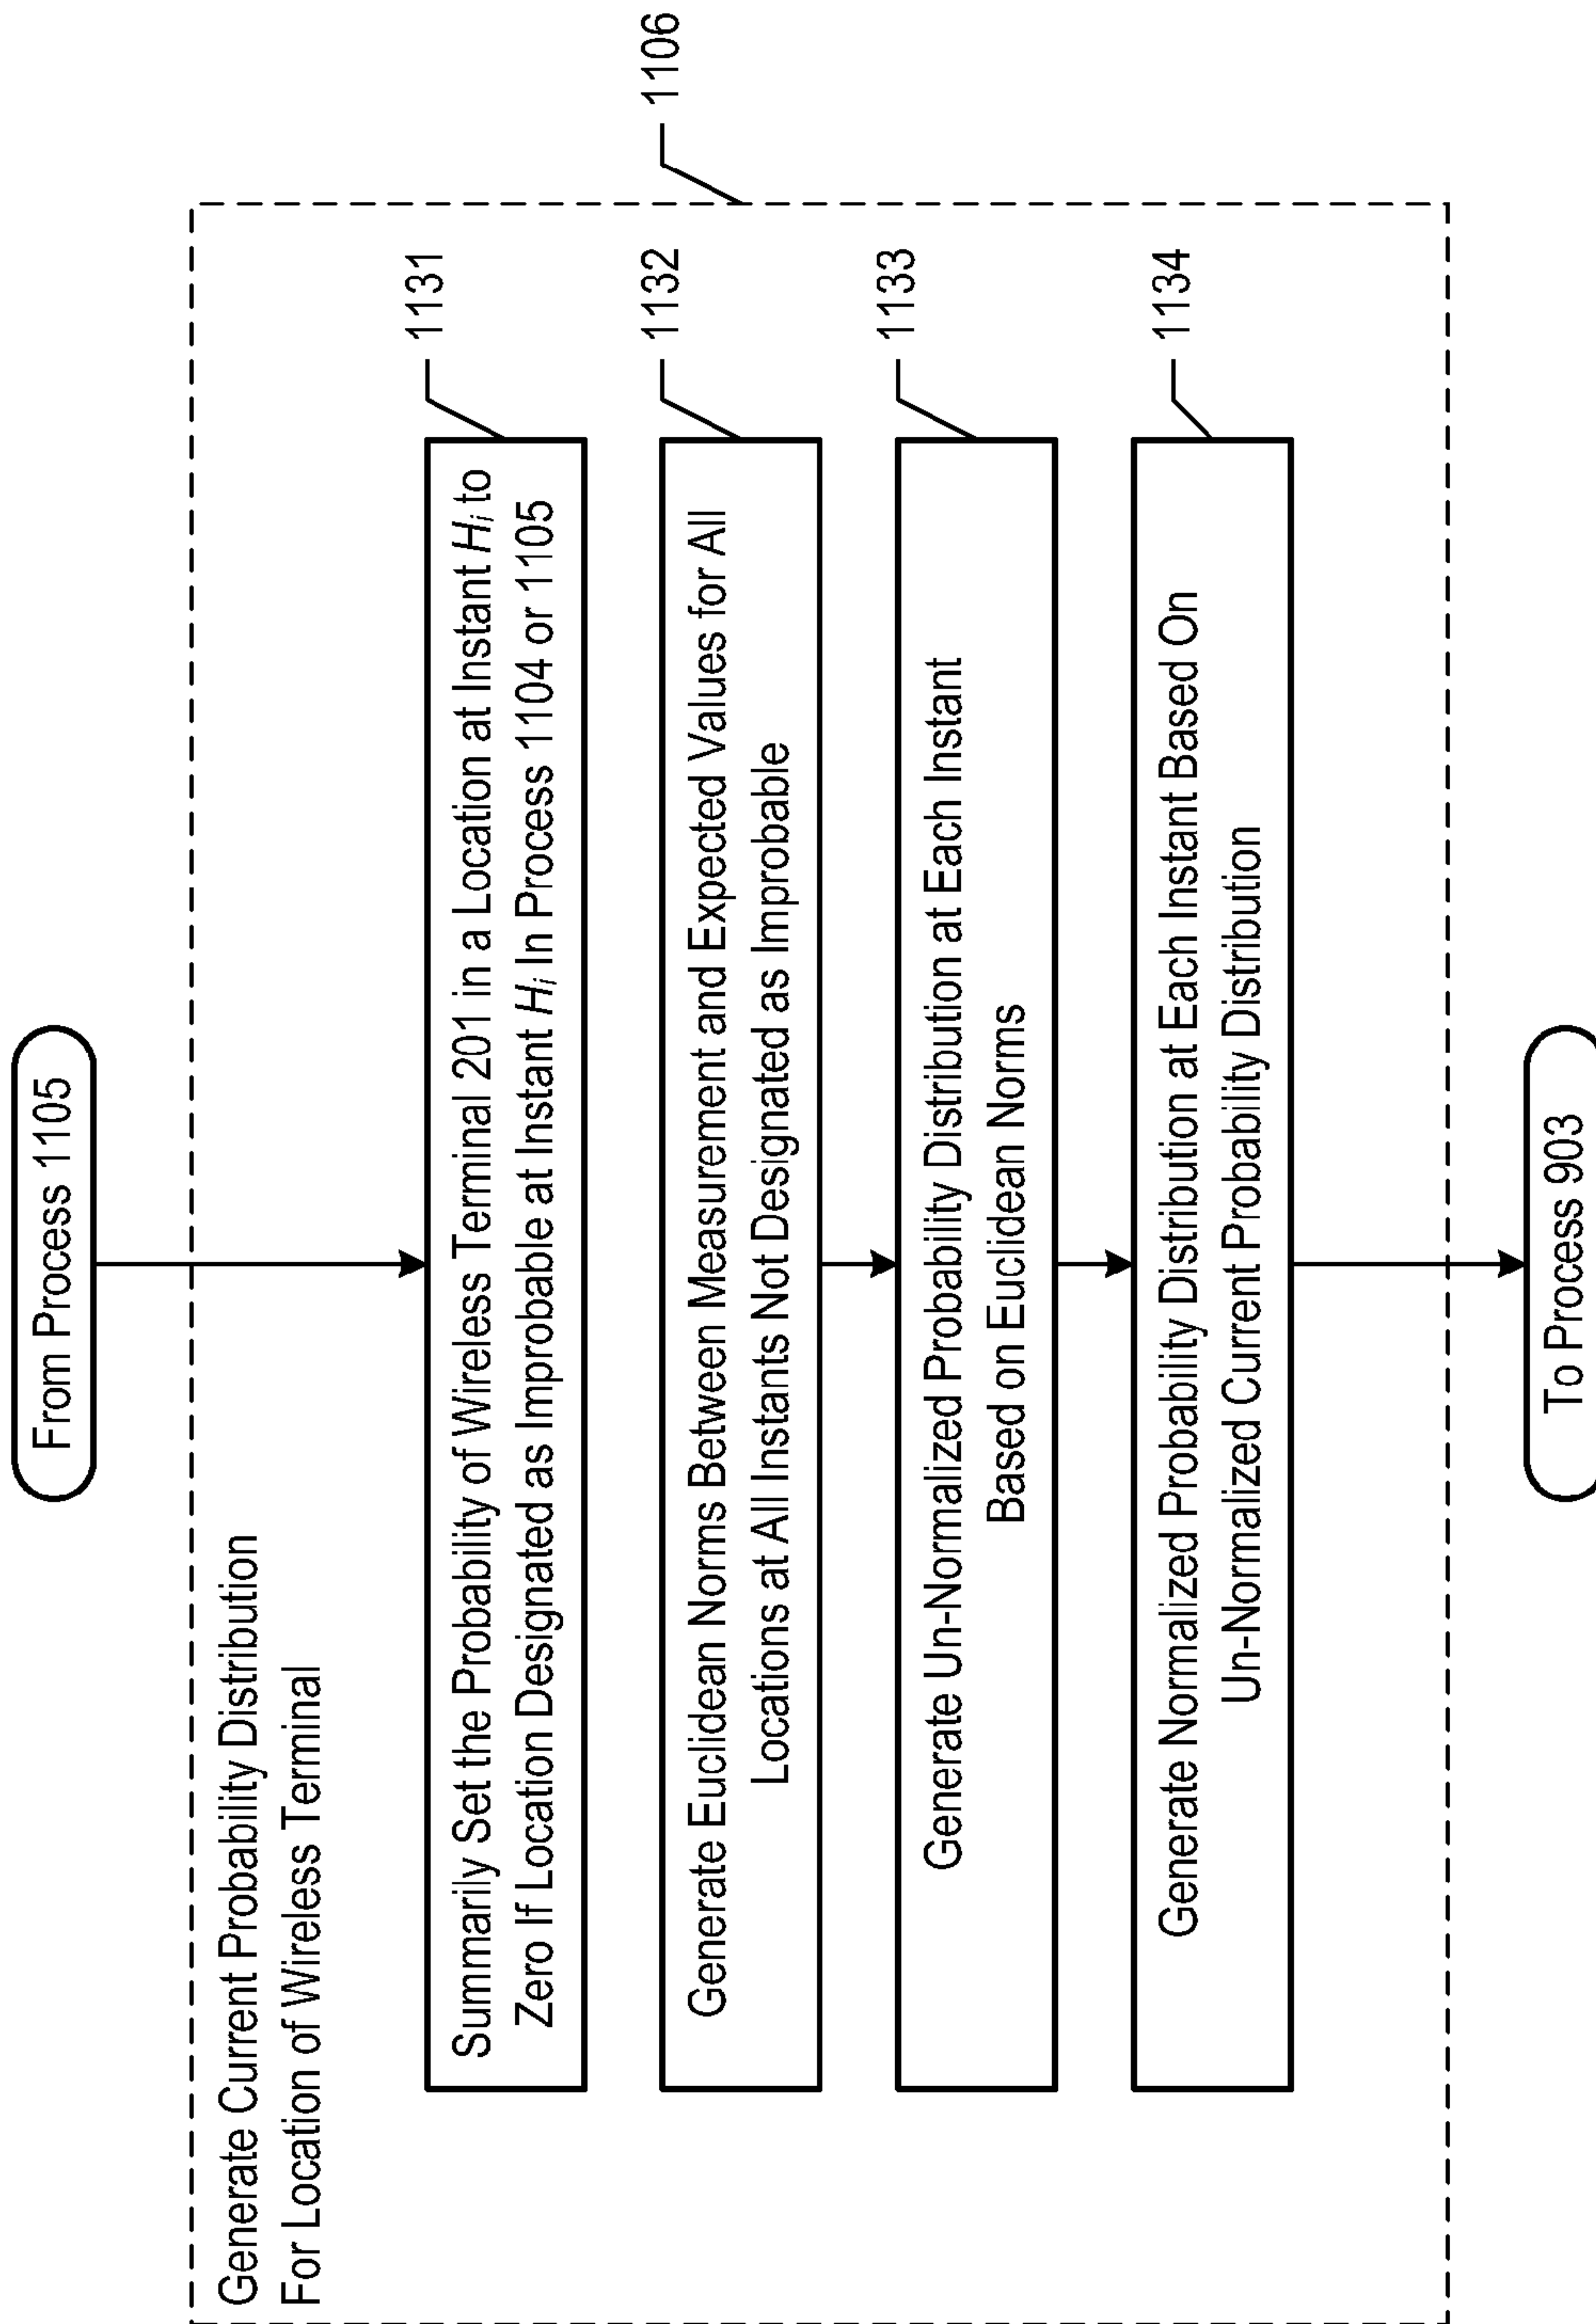 From Process 1105
Generate Current Probability Distribution
For Location of Wireless Terminal
1106
1131
Summarily Set the Probability of Wireless Terminal 201 in a Location at Instant Hi to
Zero If Location Designated as Improbable at Instant Hi In Process 1104 or 1105
1132
Generate Euclidean Norms Between Measurement and Expected Values for All
Locations at All Instants Not Designated as Improbable
1133
Generate Un-Normalized Probability Distribution at Each Instant
Based on Euclidean Norms
1134
Generate Normalized Probability Distribution at Each Instant Based On
Un-Normalized Current Probability Distribution
To Process 903